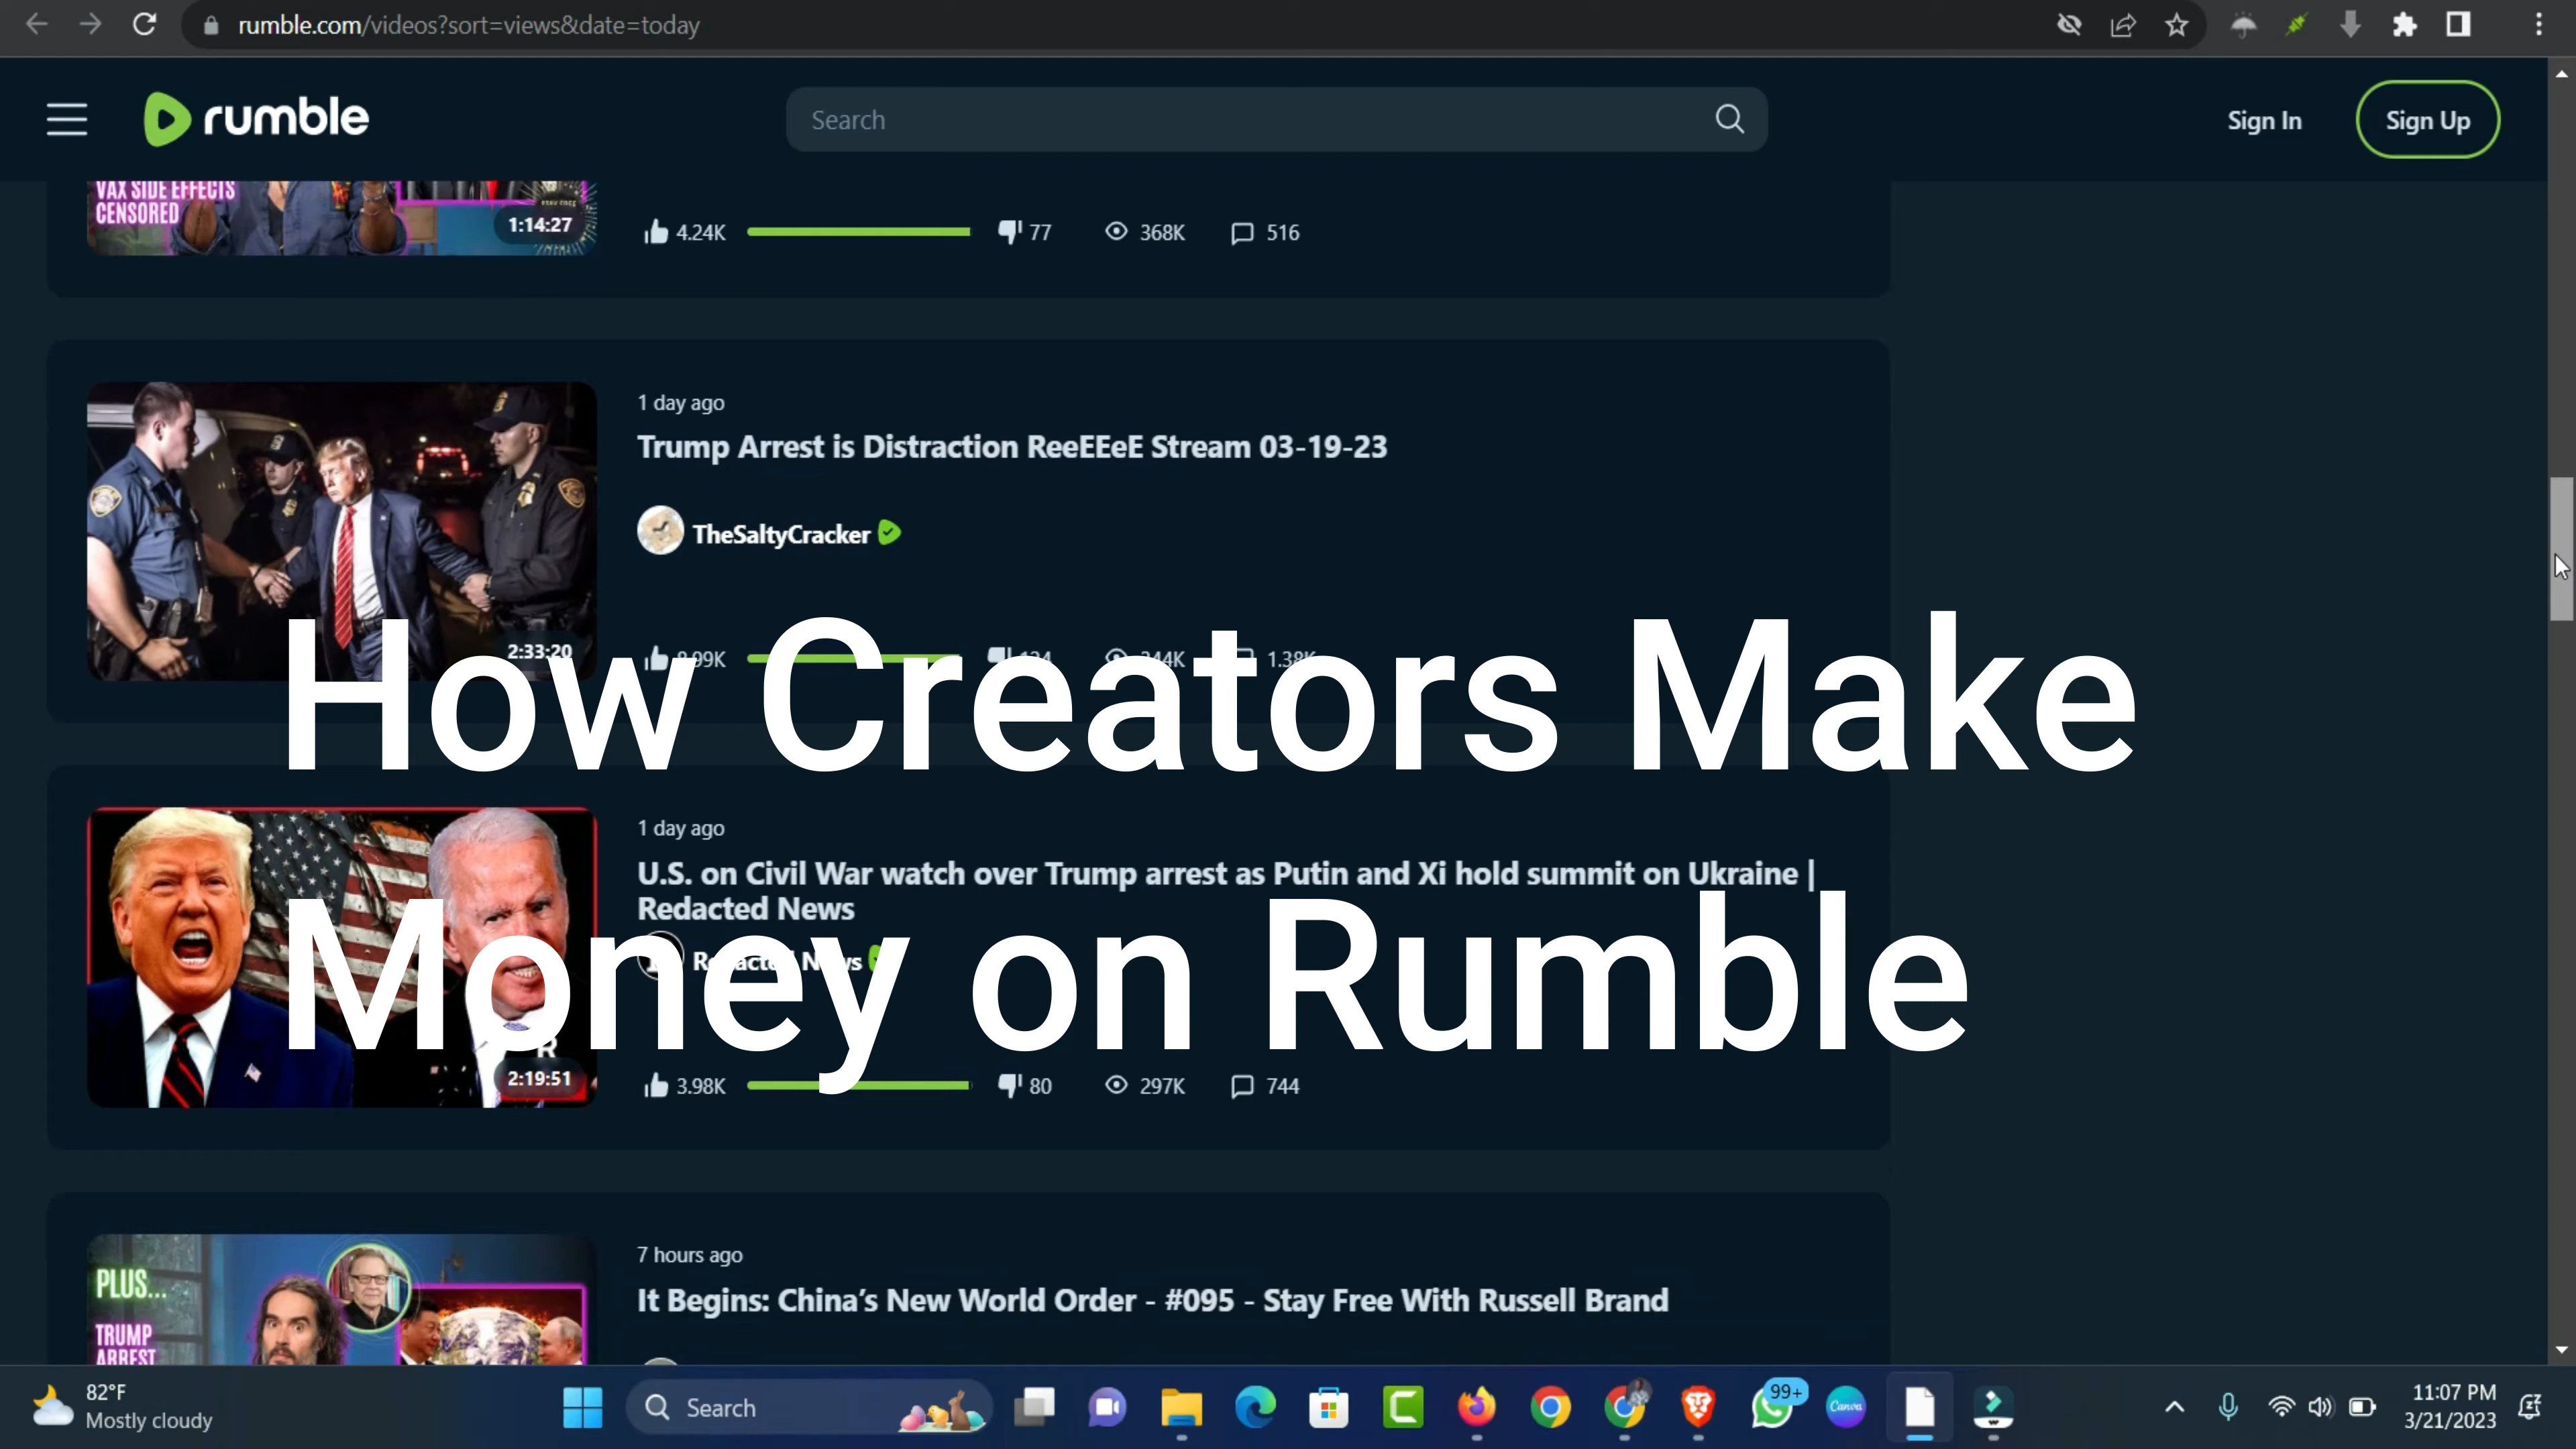 rumble.com/videos?sort=views&date=today
rumble
Search
Sign In
Sign Up
VAX SIDE EFFECTS
CENSORED
1:14:27
4.24K
77
368K
516
1 day ago
Trump Arrest is Distraction ReeEEeE Stream 03-19-23
TheSaltyCracker
2:33:20
1.38K
How Creators Make
Money on Rumble
1 day ago
U.S. on Civil War watch over Trump arrest as Putin and Xi hold summit on Ukraine |
Redacted News
Redacted News
2:19:51
3.98K
80
297K
744
PLUS...
TRUMP
ARREST
7 hours ago
It Begins: China's New World Order - #095 - Stay Free With Russell Brand
82°F
Mostly cloudy
Search
99+
Canva
11:07 PM
3/21/2023